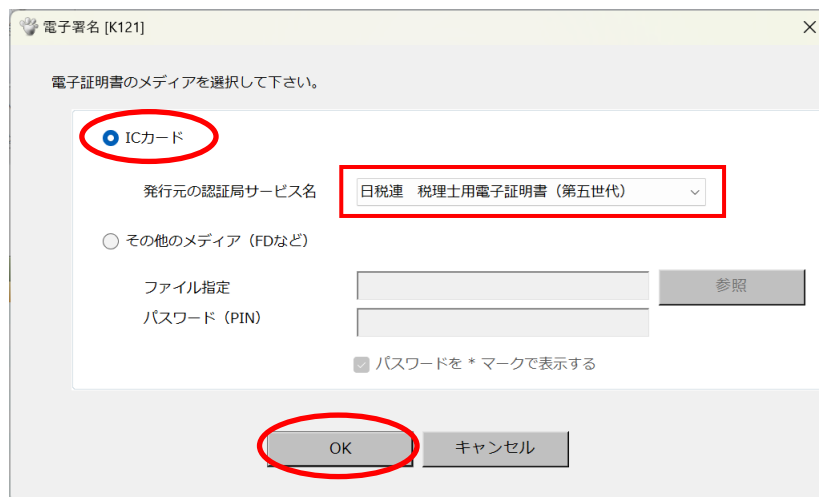 電子署名 [K121]
電子証明書のメディアを選択して下さい。
ICカード
発行元の認証局サービス名 日税連 税理士用電子証明書（第五世代）
その他のメディア（FDなど）
ファイル指定 参照
パスワード（PIN）
パスワードを * マークで表示する
OK キャンセル